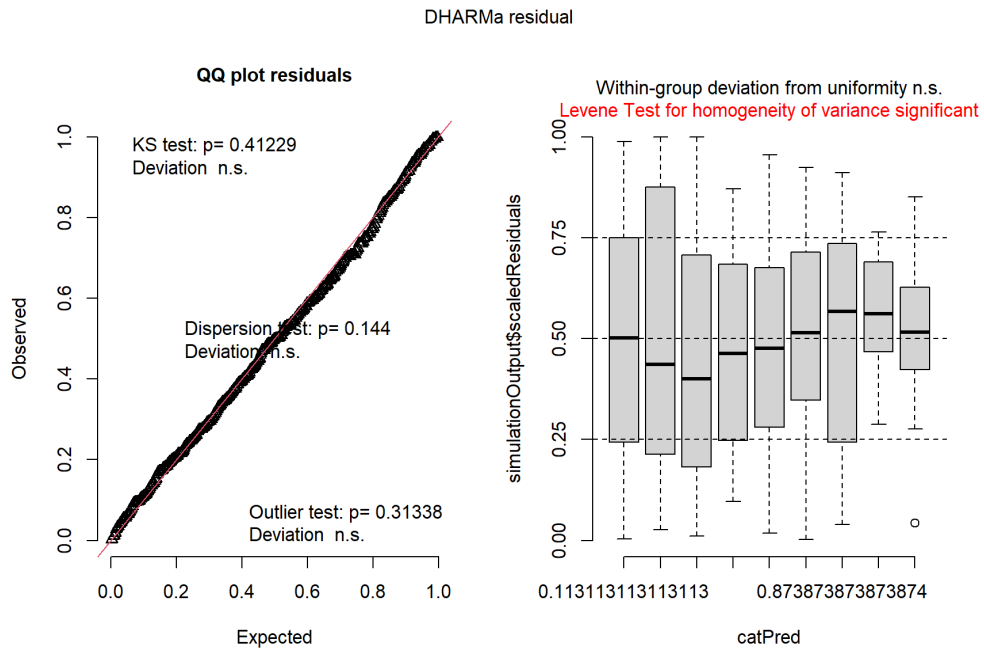 DHARMa residual
QQ plot residuals
KS test: p= 0.41229
Deviation  n.s.
Dispersion test: p= 0.144
Deviation n.s.
Outlier test: p= 0.31338
Deviation  n.s.
Observed
0.0 0.2 0.4 0.6 0.8 1.0
0.0 0.2 0.4 0.6 0.8 1.0
Expected
Within-group deviation from uniformity n.s.
Levene Test for homogeneity of variance significant
simulationOutput$scaledResiduals
0.00 0.25 0.50 0.75 1.00
0.113113113113113 0.873873873873874
catPred